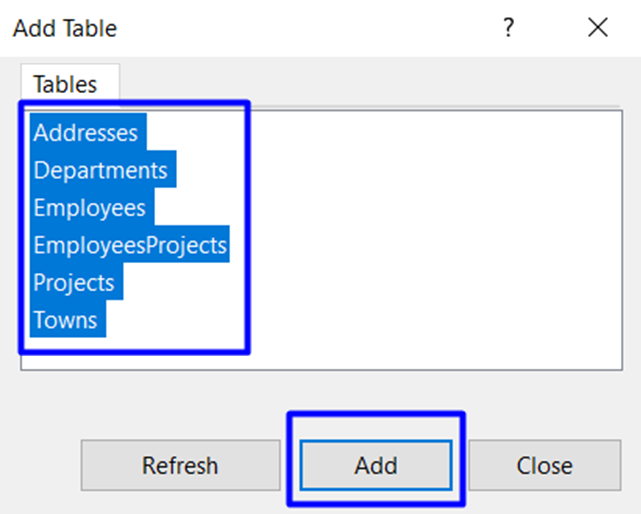 Add Table ?
Tables
Addresses
Departments
Employees
EmployeesProjects
Projects
Towns
Refresh Add Close